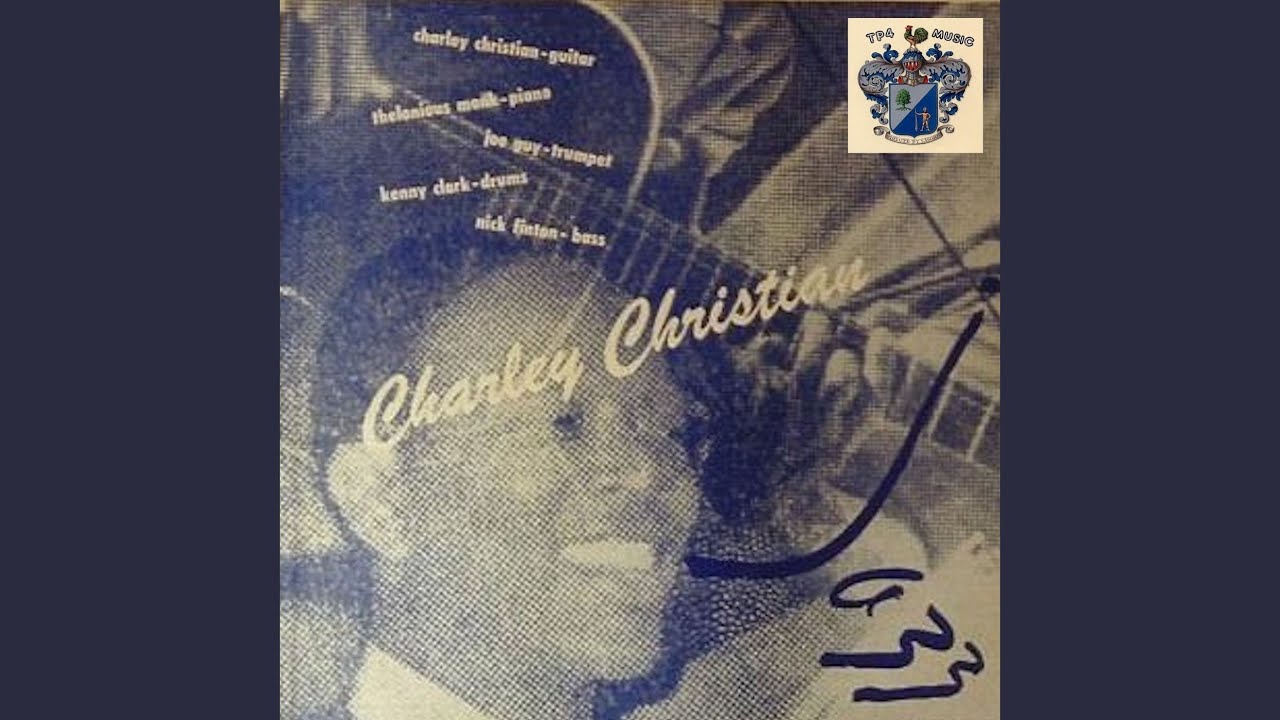 charley christian - guitar
TP4 MUSIC
thelonious monk - piano
joe guy - trumpet
kenny clark - drums
nick finton - bass
Charley Christian
Jazz